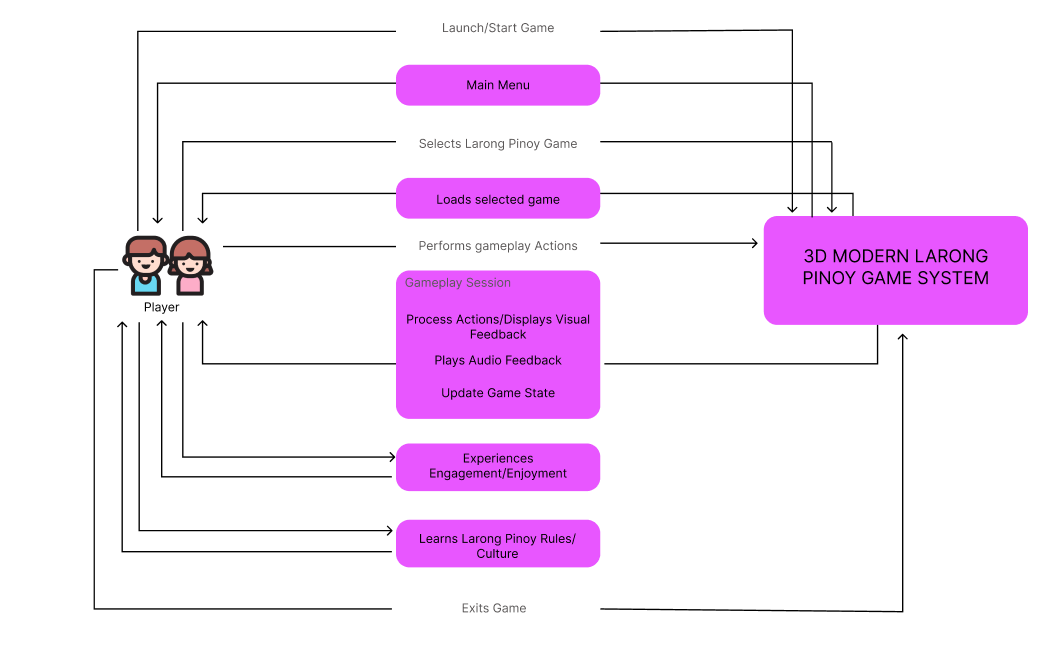 Launch/Start Game
Main Menu
Selects Larong Pinoy Game
Loads selected game
Performs gameplay Actions
3D MODERN LARONG
PINOY GAME SYSTEM
Player
Gameplay Session
Process Actions/Displays Visual
Feedback
Plays Audio Feedback
Update Game State
Experiences
Engagement/Enjoyment
Learns Larong Pinoy Rules/
Culture
Exits Game